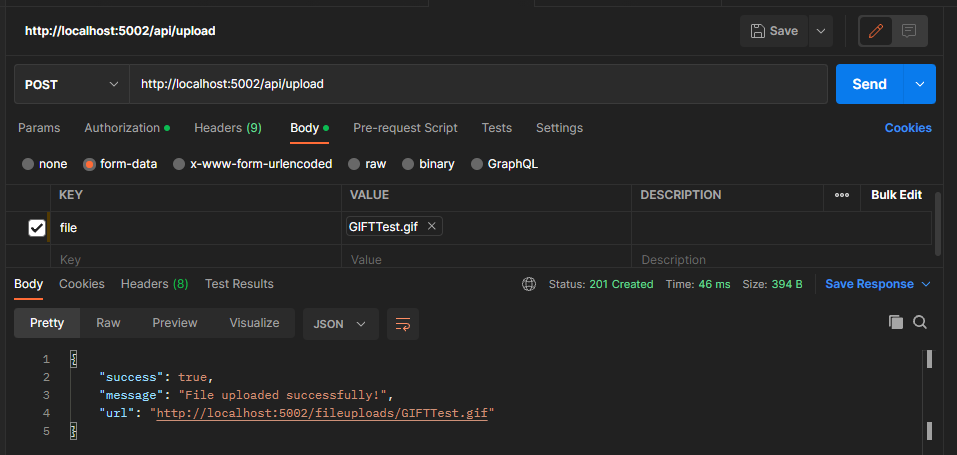 http://localhost:5002/api/upload Save
POST http://localhost:5002/api/upload Send
Params Authorization Headers (9) Body Pre-request Script Tests Settings Cookies
none form-data x-www-form-urlencoded raw binary GraphQL
KEY VALUE DESCRIPTION ••• Bulk Edit
file GIFTTest.gif ×
Key Value Description
Body Cookies Headers (8) Test Results Status: 201 Created Time: 46 ms Size: 394 B Save Response
Pretty Raw Preview Visualize JSON
1 {
2 "success": true,
3 "message": "File uploaded successfully!",
4 "url": "http://localhost:5002/fileuploads/GIFTTest.gif"
5 }